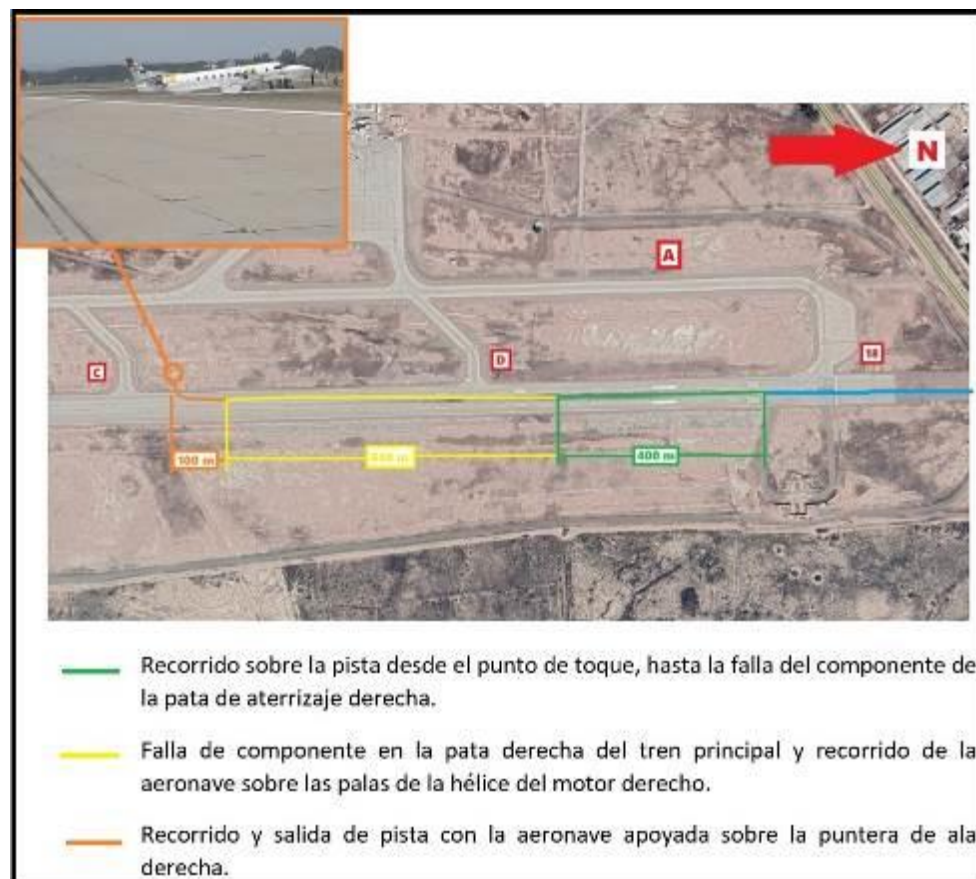 N
A
18
C
D
100 m
400 m
Recorrido sobre la pista desde el punto de toque, hasta la falla del componente de
la pata de aterrizaje derecha.
Falla de componente en la pata derecha del tren principal y recorrido de la
aeronave sobre las palas de la hélice del motor derecho.
Recorrido y salida de pista con la aeronave apoyada sobre la puntera de ala
derecha.